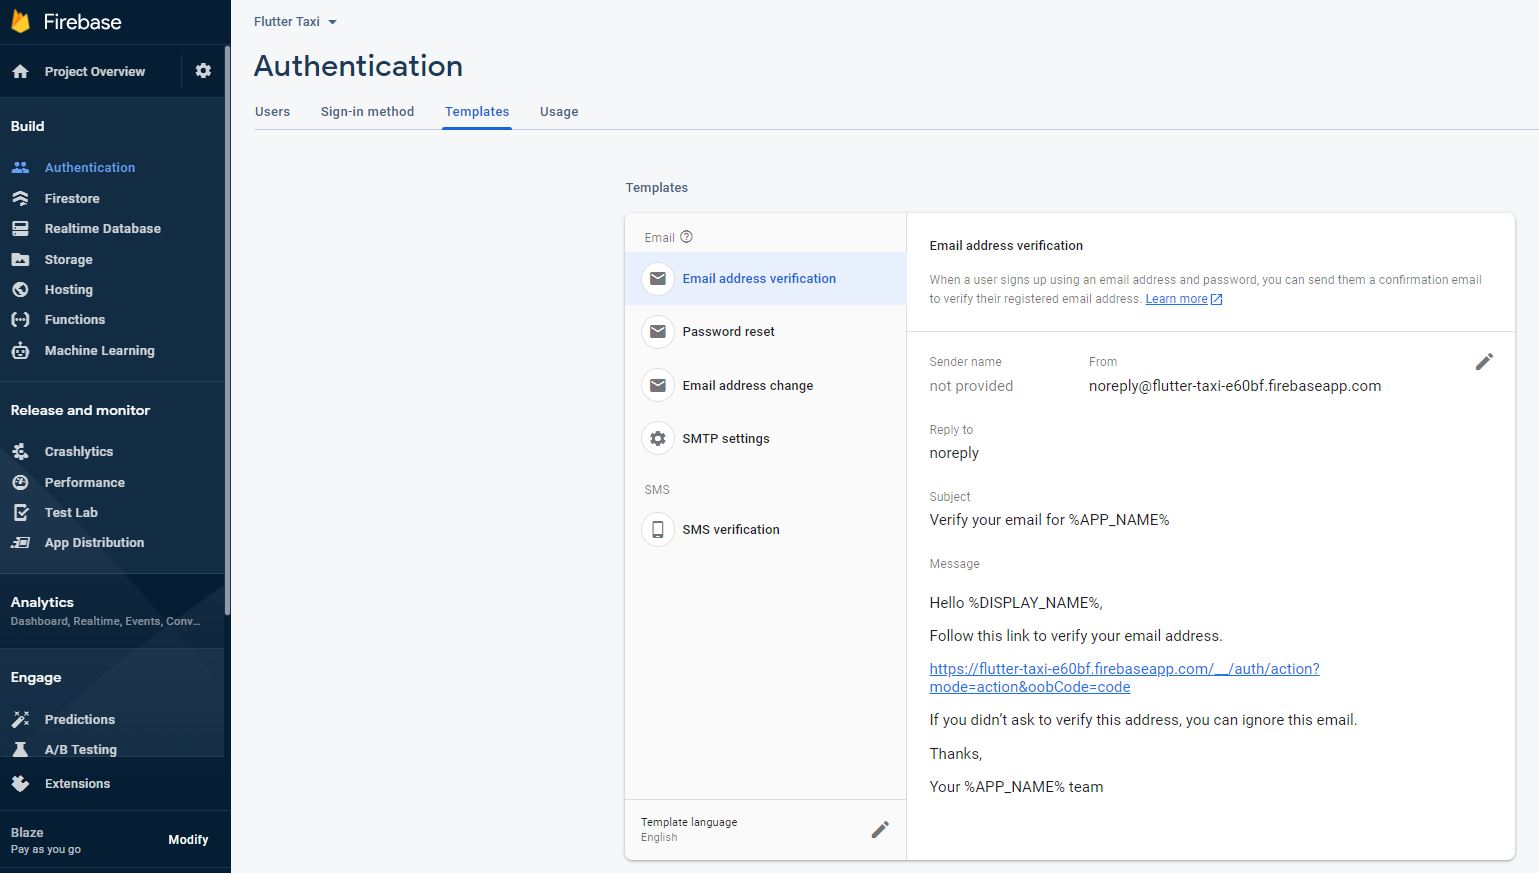 Firebase
Project Overview
Build
Authentication
Firestore
Realtime Database
Storage
Hosting
Functions
Machine Learning
Release and monitor
Crashlytics
Performance
Test Lab
App Distribution
Analytics
Dashboard, Realtime, Events, Conv...
Engage
Predictions
A/B Testing
Extensions
Blaze
Pay as you go
Modify
Flutter Taxi
Authentication
Users Sign-in method Templates Usage
Templates
Email
Email address verification
Password reset
Email address change
SMTP settings
SMS
SMS verification
Template language
English
Email address verification
When a user signs up using an email address and password, you can send them a confirmation email
to verify their registered email address. Learn more
Sender name From
not provided noreply@flutter-taxi-e60bf.firebaseapp.com
Reply to
noreply
Subject
Verify your email for %APP_NAME%
Message
Hello %DISPLAY_NAME%,
Follow this link to verify your email address.
https://flutter-taxi-e60bf.firebaseapp.com/__/auth/action?
mode=action&oobCode=code
If you didn’t ask to verify this address, you can ignore this email.
Thanks,
Your %APP_NAME% team